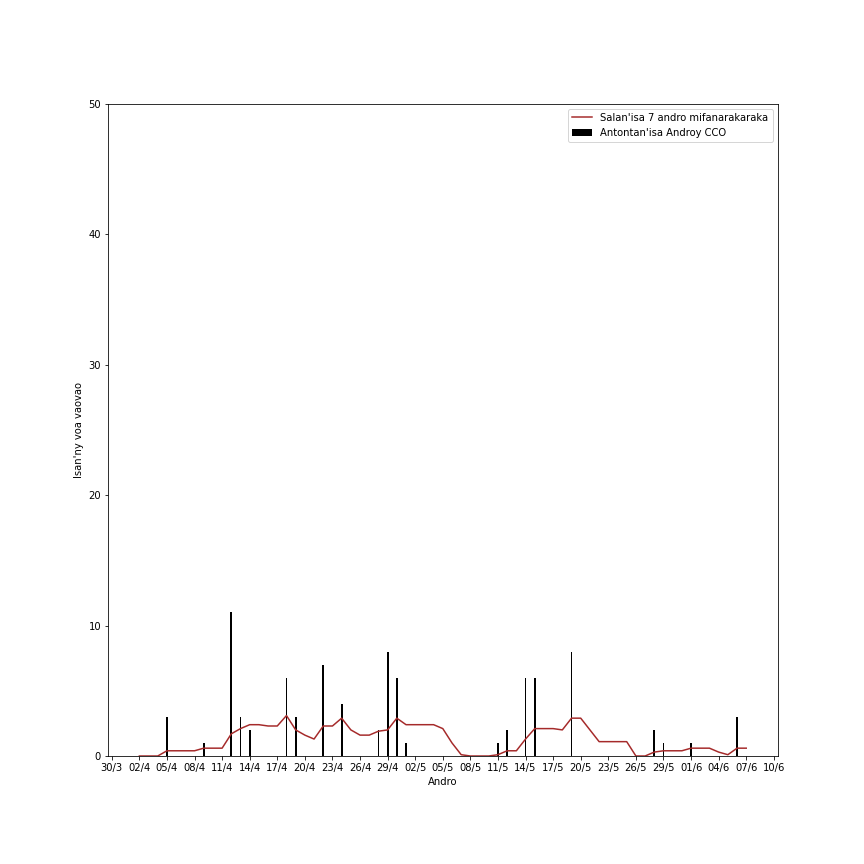 Salan'isa 7 andro mifanarakaraka
Antontan'isa Androy CCO
50
40
30
20
10
0
Isan'ny voa vaovao
30/3 02/4 05/4 08/4 11/4 14/4 17/4 20/4 23/4 26/4 29/4 02/5 05/5 08/5 11/5 14/5 17/5 20/5 23/5 26/5 29/5 01/6 04/6 07/6 10/6
Andro